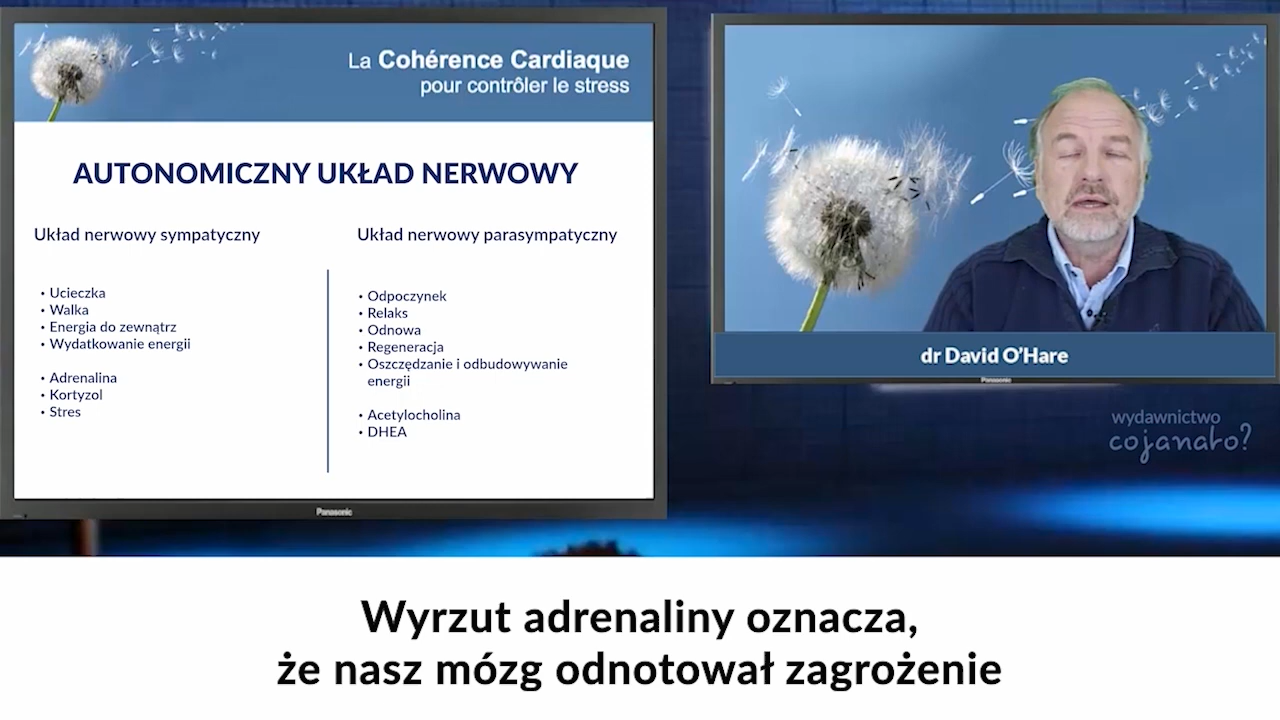 La Cohérence Cardiaque
pour contrôler le stress
AUTONOMICZNY UKŁAD NERWOWY
Układ nerwowy sympatyczny
• Ucieczka
• Walka
• Energia do zewnątrz
• Wydatkowanie energii
• Adrenalina
• Kortyzol
• Stres
Układ nerwowy parasympatyczny
• Odpoczynek
• Relaks
• Odnowa
• Regeneracja
• Oszczędzanie i odbudowywanie
energii
• Acetylocholina
• DHEA
Panasonic
dr David O'Hare
Panasonic
wydawnictwo
cojanato?
Wyrzut adrenaliny oznacza,
że nasz mózg odnotował zagrożenie